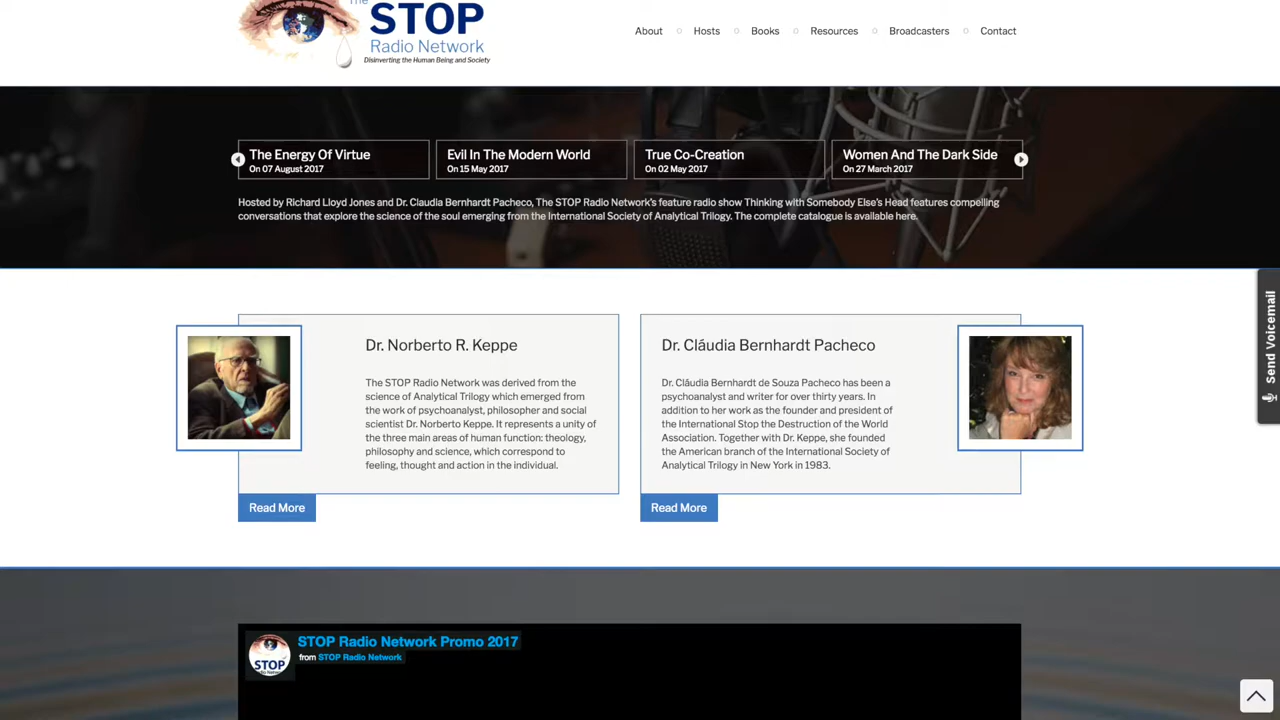 The
STOP
Radio Network
Disinverting the Human Being and Society
About
Hosts
Books
Resources
Broadcasters
Contact
The Energy Of Virtue
On 07 August 2017
Evil In The Modern World
On 15 May 2017
True Co-Creation
On 02 May 2017
Women And The Dark Side
On 27 March 2017
Hosted by Richard Lloyd Jones and Dr. Claudia Bernhardt Pacheco, The STOP Radio Network's feature radio show Thinking with Somebody Else's Head features compelling
conversations that explore the science of the soul emerging from the International Society of Analytical Trilogy. The complete catalogue is available here.
Send Voicemail
Dr. Norberto R. Keppe
The STOP Radio Network was derived from the
science of Analytical Trilogy which emerged from
the work of psychoanalyst, philosopher and social
scientist Dr. Norberto Keppe. It represents a unity of
the three main areas of human function: theology,
philosophy and science, which correspond to
feeling, thought and action in the individual.
Read More
Dr. Cláudia Bernhardt Pacheco
Dr. Cláudia Bernhardt de Souza Pacheco has been a
psychoanalyst and writer for over thirty years. In
addition to her work as the founder and president of
the International Stop the Destruction of the World
Association. Together with Dr. Keppe, she founded
the American branch of the International Society of
Analytical Trilogy in New York in 1983.
Read More
STOP
STOP Radio Network Promo 2017
from STOP Radio Network